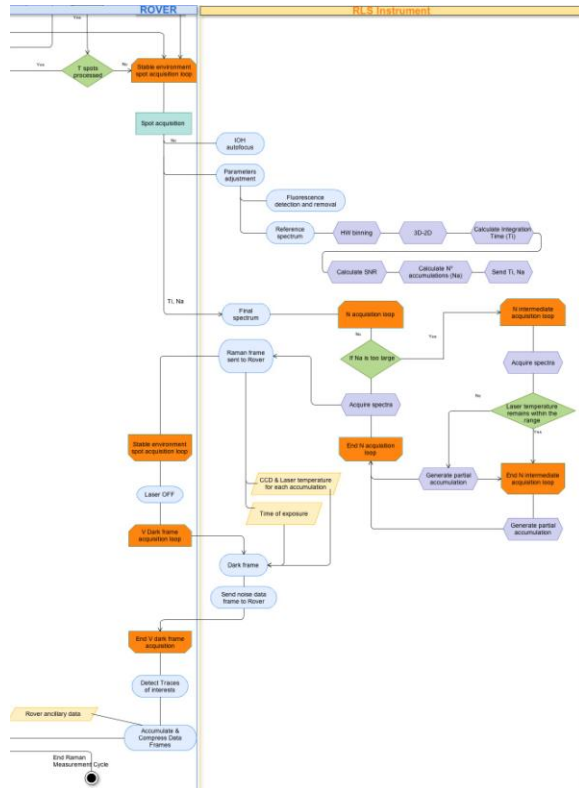 ROVER
RLS Instrument
Yes
T spots
processed
Yes
No
Stable environment
spot acquisition loop
Spot acquisition
No
IOH
autofocus
Parameters
adjustment
Fluorescence
detection and removal
Reference
spectrum
HW binning
3D-2D
Calculate Integration
Time (Ti)
Calculate SNR
Calculate Nº
accumulations (Na)
Send Ti, Na
Ti, Na
Final
spectrum
N acquisition loop
N intermediate
acquisition loop
No
Yes
If Na is too large
Raman frame
sent to Rover
Acquire spectra
Acquire spectra
No
Laser temperature
remains within the
range
Yes
Stable environment
spot acquisition loop
End N acquisition
loop
Generate partial
accumulation
End N intermediate
acquisition loop
CCD & Laser temperature
for each accumulation
Laser OFF
Time of exposure
Generate partial
accumulation
V Dark frame
acquisition loop
Dark frame
Send noise data
frame to Rover
End V dark frame
acquisition
Detect Traces
of interests
Rover ancillary data
Accumulate &
Compress Data
Frames
End Raman
Measurement Cycle